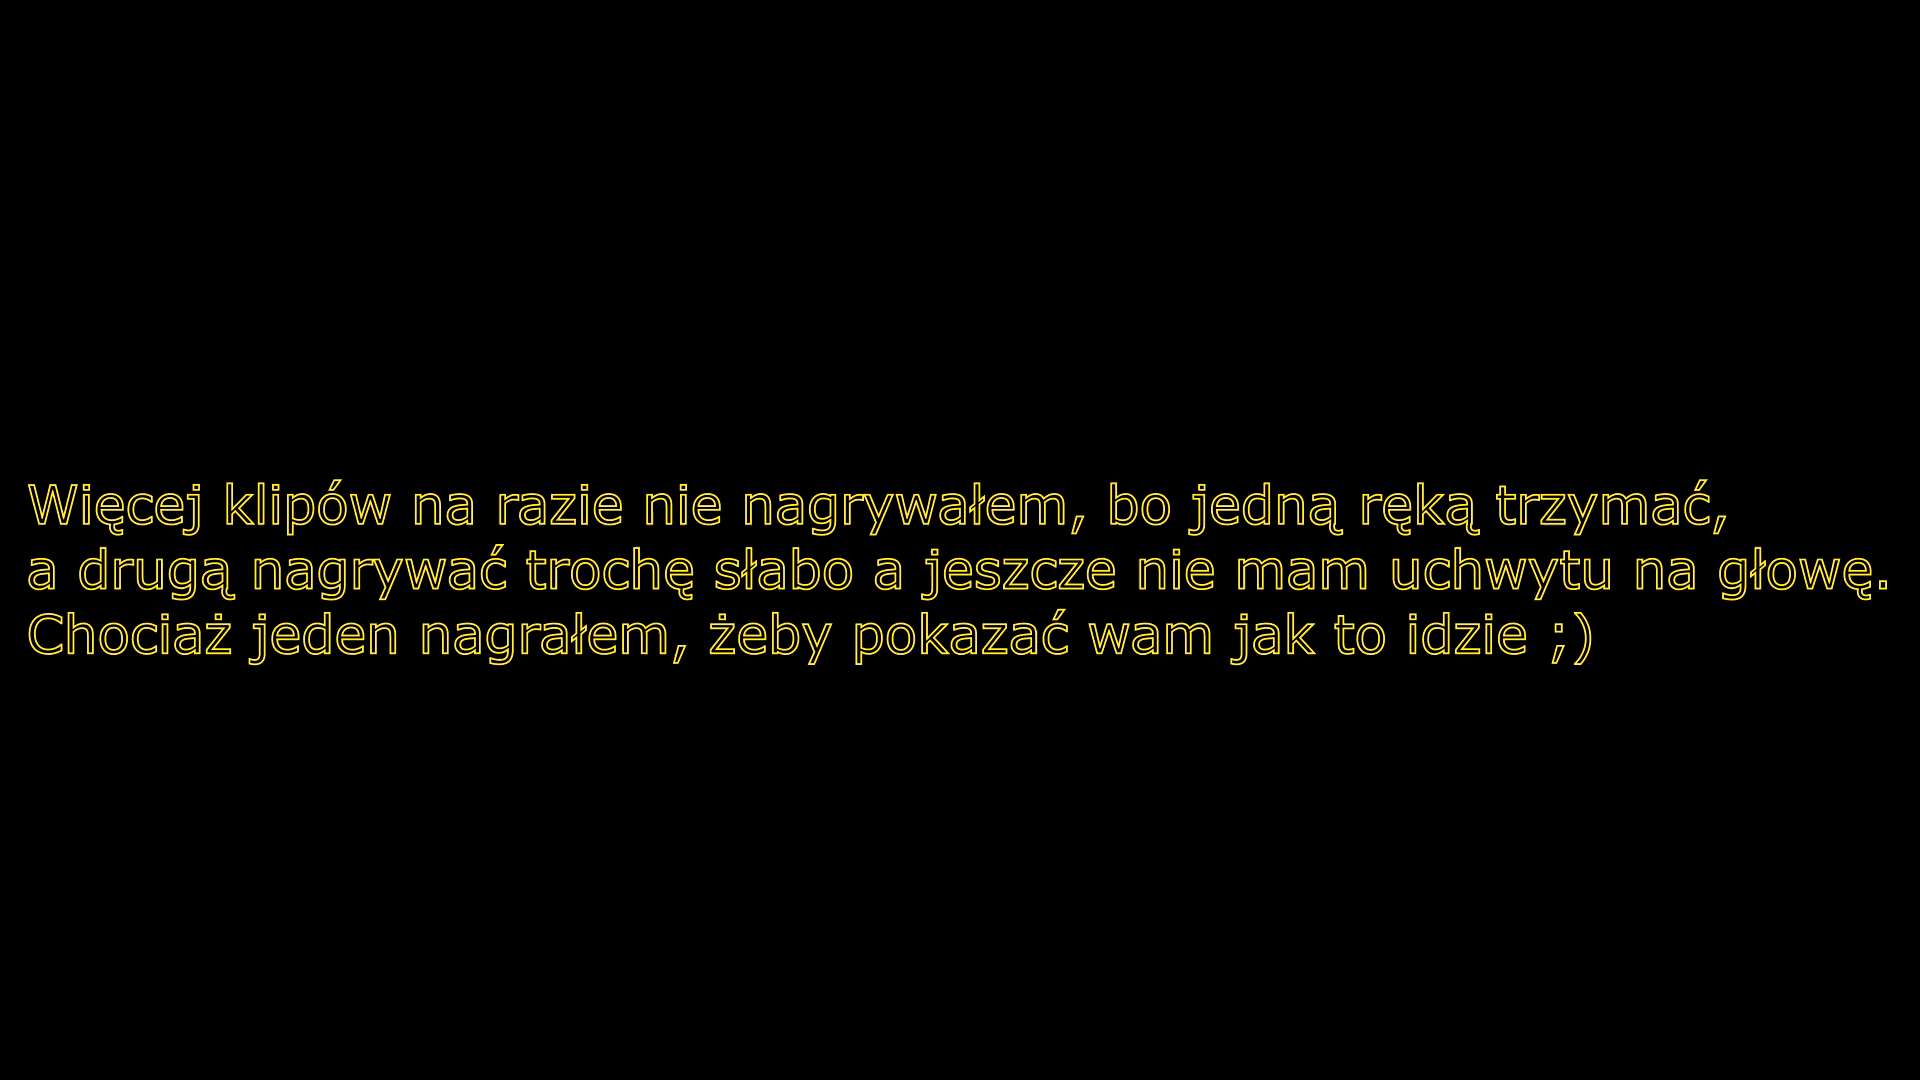 Więcej klipów na razie nie nagrywałem, bo jedną ręką trzymać,
a drugą nagrywać trochę słabo a jeszcze nie mam uchwytu na głowę.
Chociaż jeden nagrałem, żeby pokazać wam jak to idzie ;)